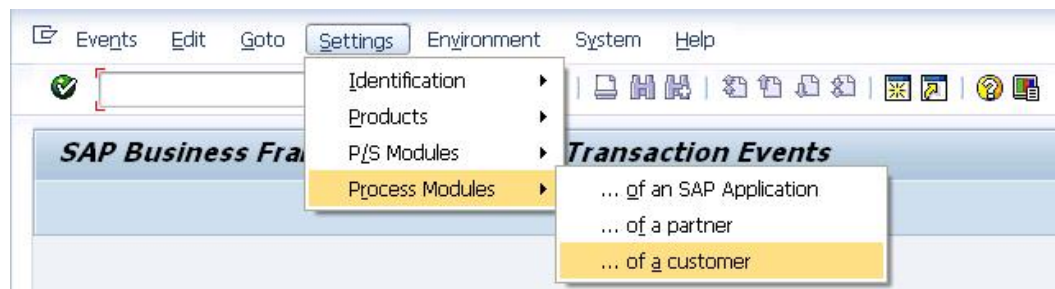 Events Edit Goto Settings Environment System Help
Identification
Products
SAP Business Fra Transaction Events
P/S Modules
Process Modules
... of an SAP Application
... of a partner
... of a customer